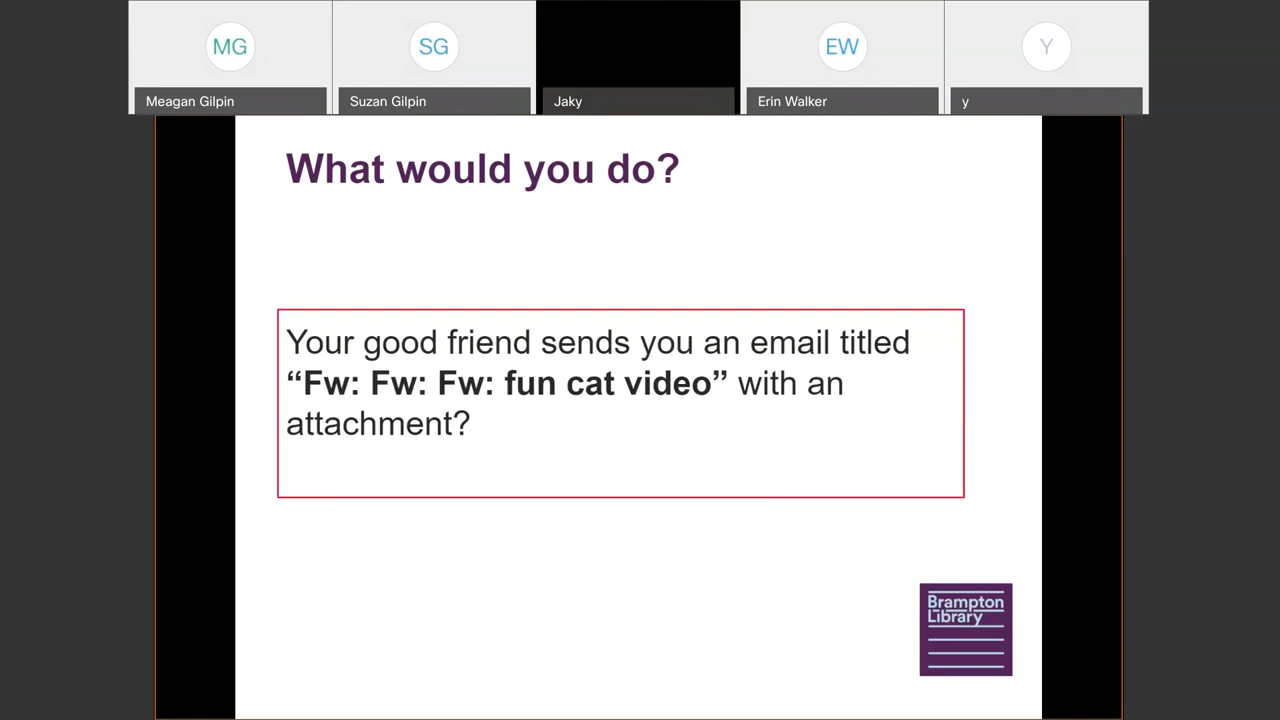 MG
SG
EW
Y
Meagan Gilpin
Suzan Gilpin
Jaky
Erin Walker
y
What would you do?
Your good friend sends you an email titled
“Fw: Fw: Fw: fun cat video” with an
attachment?
Brampton
Library